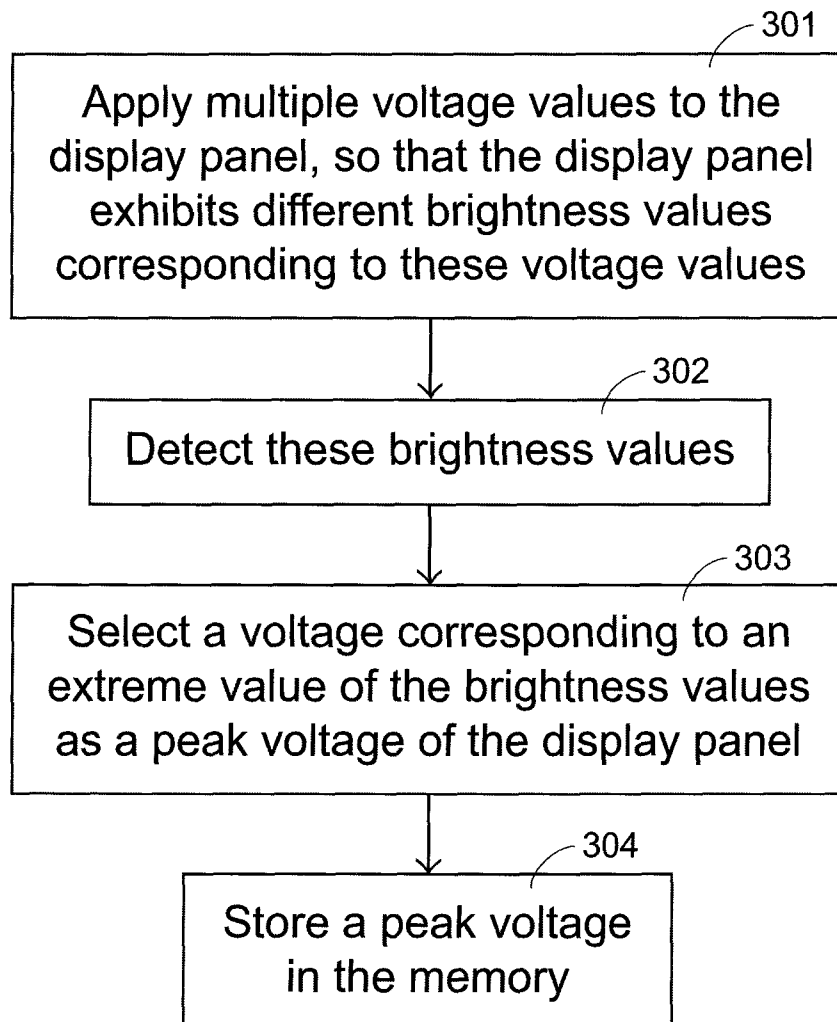 301
Apply multiple voltage values to the
display panel, so that the display panel
exhibits different brightness values
corresponding to these voltage values
302
Detect these brightness values
303
Select a voltage corresponding to an
extreme value of the brightness values
as a peak voltage of the display panel
304
Store a peak voltage
in the memory